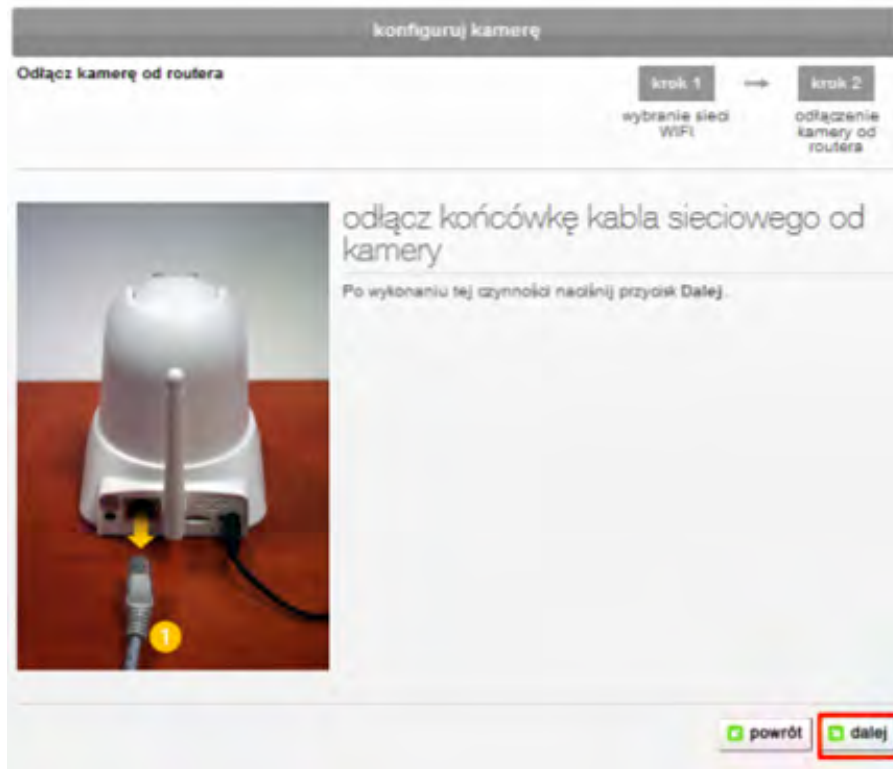 konfiguruj kamerę
Odłącz kamerę od routera
krok 1
krok 2
wybranie sieci
WIFI
odłączenie
kamery od
routera
odłącz końcówkę kabla sieciowego od
kamery
Po wykonaniu tej czynności naciśnij przycisk Dalej.
1
powrót
dalej